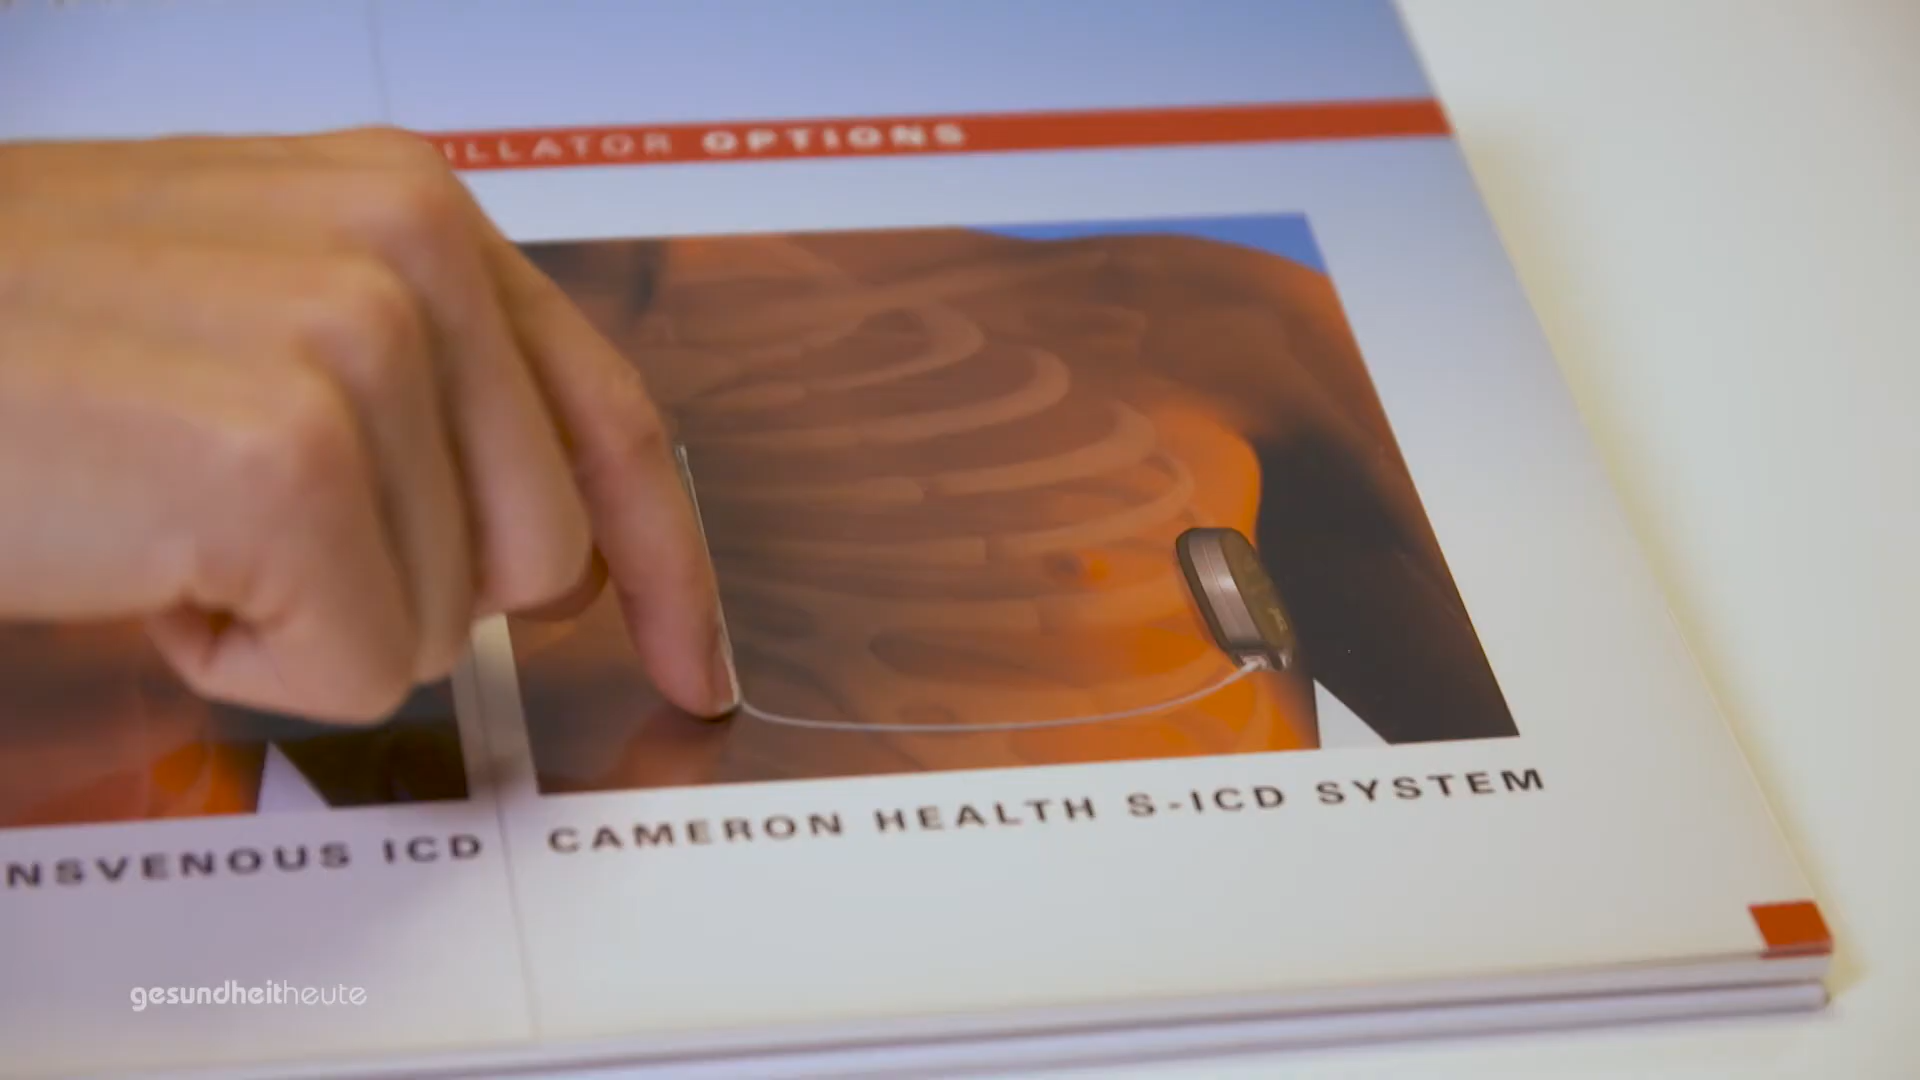 ILLATOR OPTIONS
NSVENOUS ICD
CAMERON HEALTH S-ICD SYSTEM
gesundheitheute